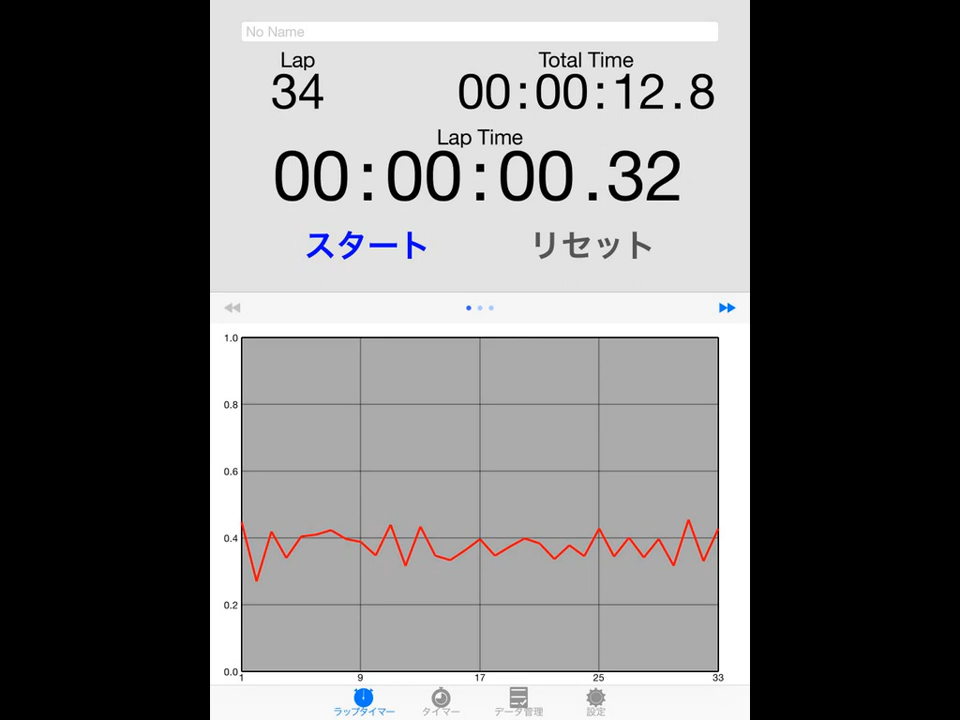 No Name
Lap
Total Time
34
00:00:12.8
Lap Time
00:00:00.32
スタート
リセット
1.0
0.8
0.6
0.4
0.2
0.0
1 9 17 25 33
ラップタイマー タイマー データ管理 設定